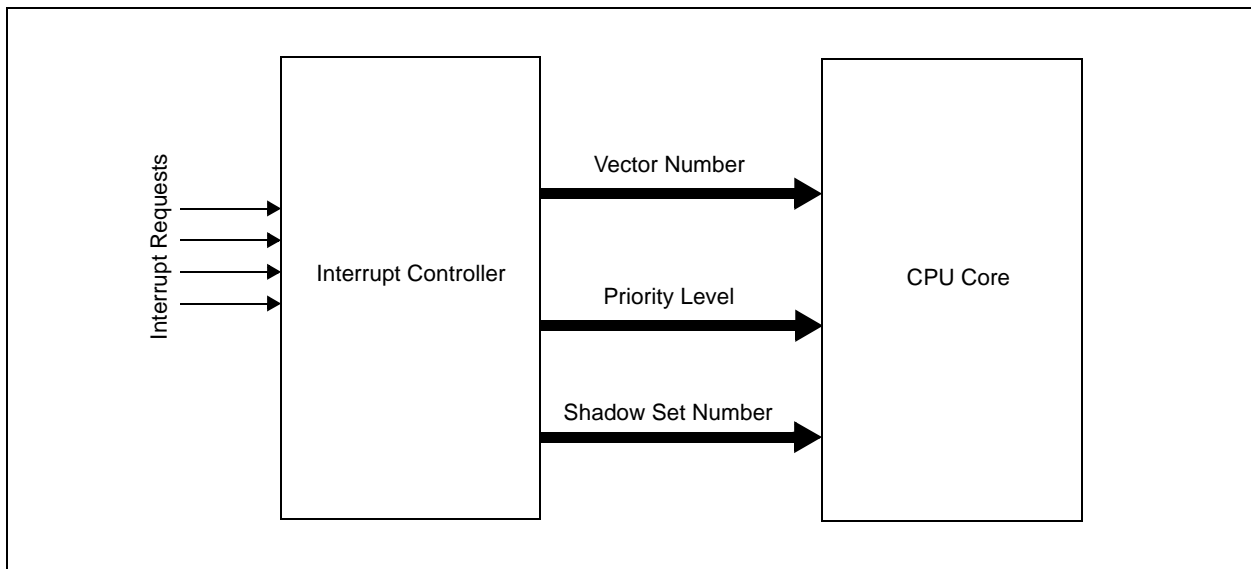 Interrupt Requests
Interrupt Controller
Vector Number
Priority Level
Shadow Set Number
CPU Core